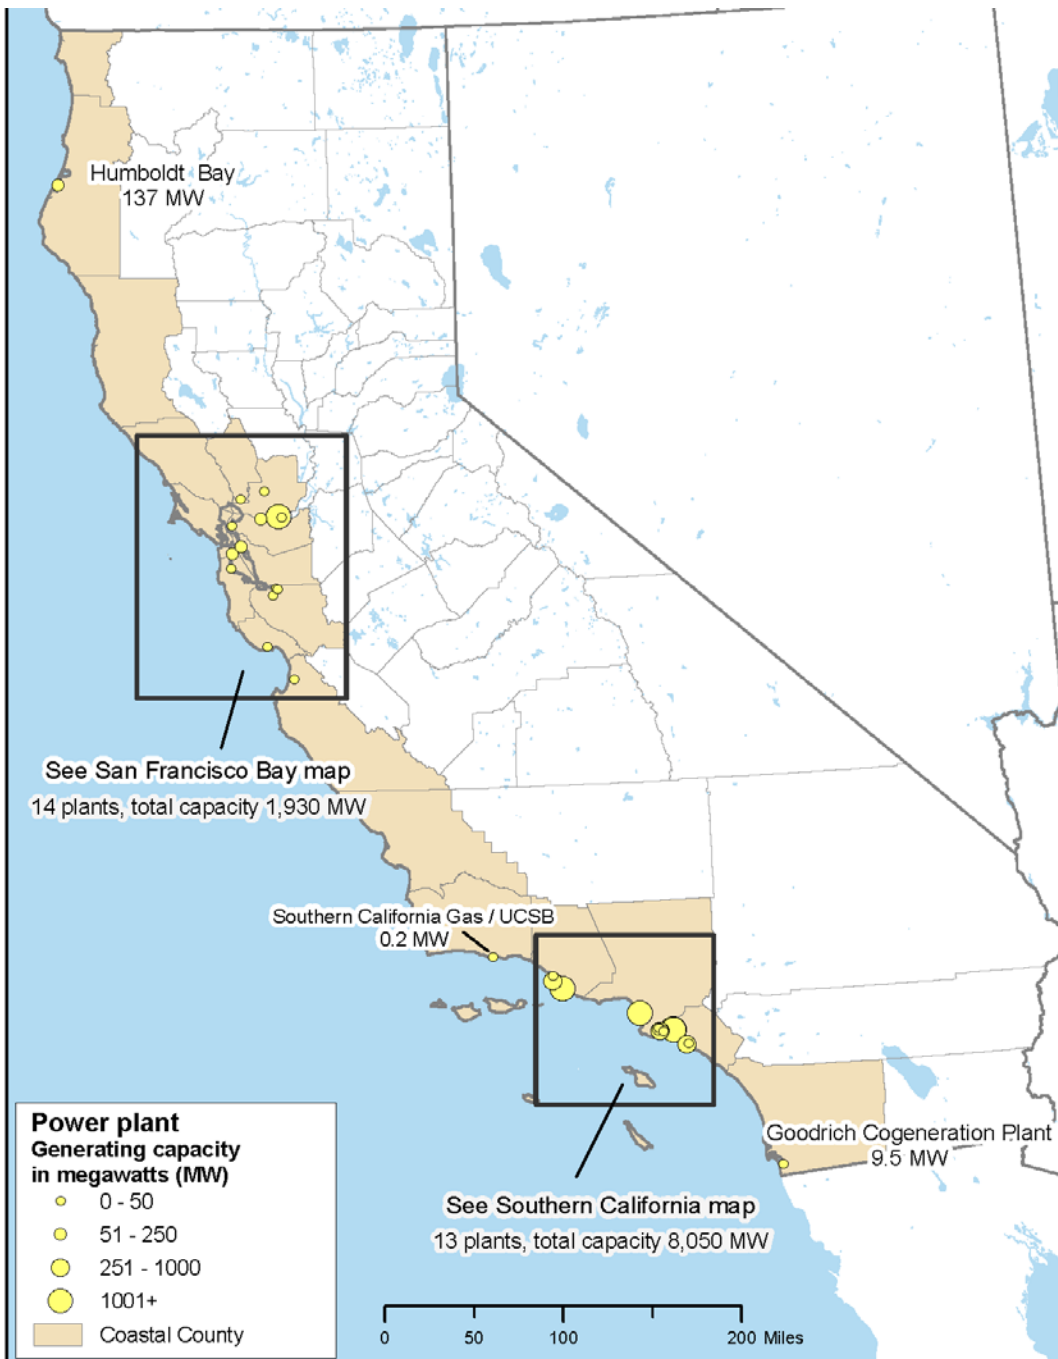 Humboldt Bay
137 MW
See San Francisco Bay map
14 plants, total capacity 1,930 MW
Southern California Gas / UCSB
0.2 MW
Goodrich Cogeneration Plant
9.5 MW
See Southern California map
13 plants, total capacity 8,050 MW
Power plant
Generating capacity
in megawatts (MW)
0 - 50
51 - 250
251 - 1000
1001+
Coastal County
0 50 100 200 Miles